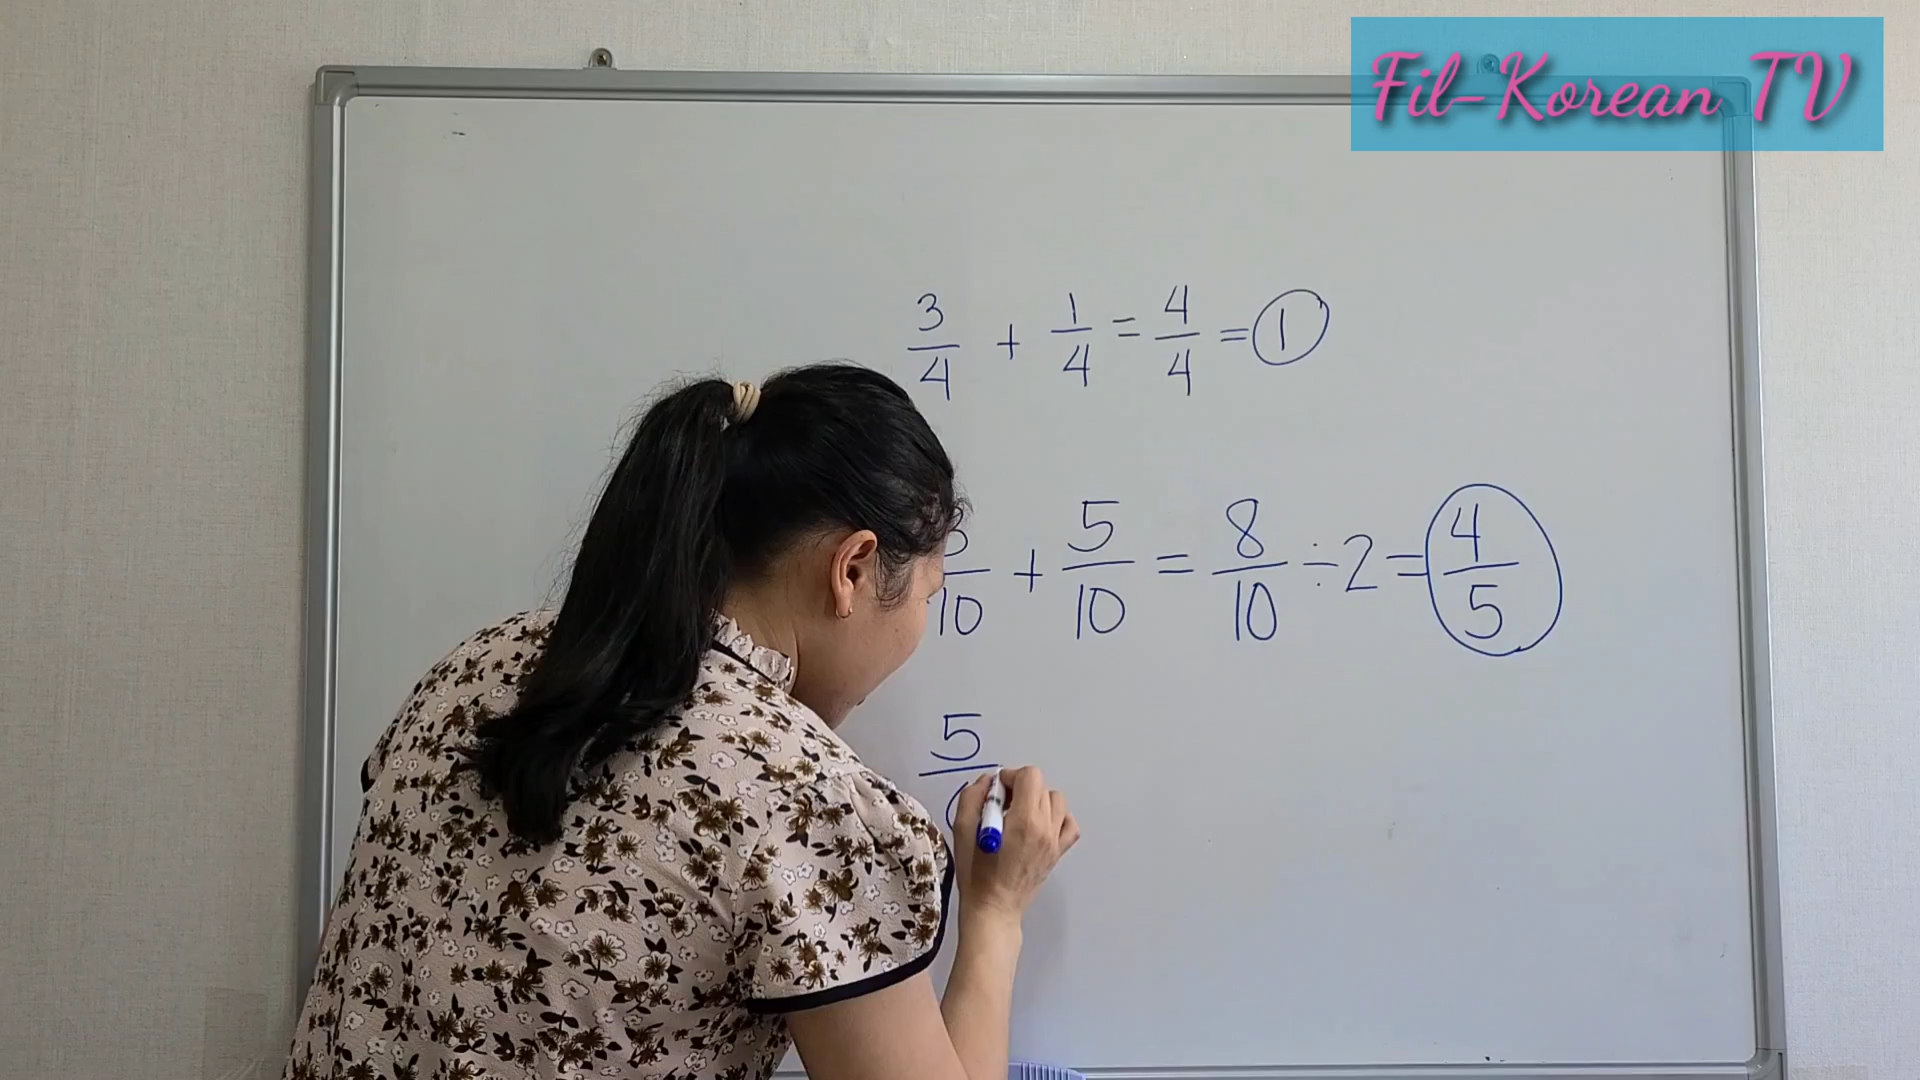 Fil-Korean TV
3/4 + 1/4 = 4/4 = 1
3/10 + 5/10 = 8/10 ÷ 2 = 4/5
5